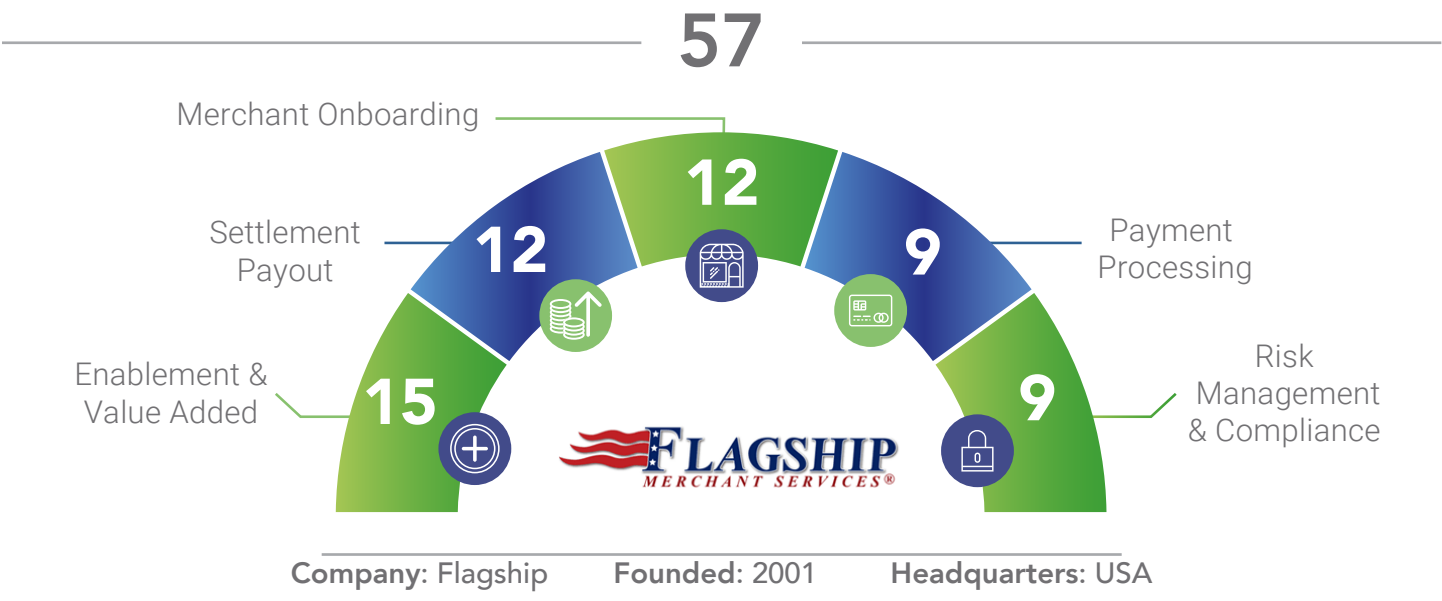 57
Merchant Onboarding
12
Settlement
Payout
12
9
Payment
Processing
Enablement &
Value Added
15
9
Risk
Management
& Compliance
0
FLAGSHIP
MERCHANT SERVICES®
Company: Flagship Founded: 2001 Headquarters: USA